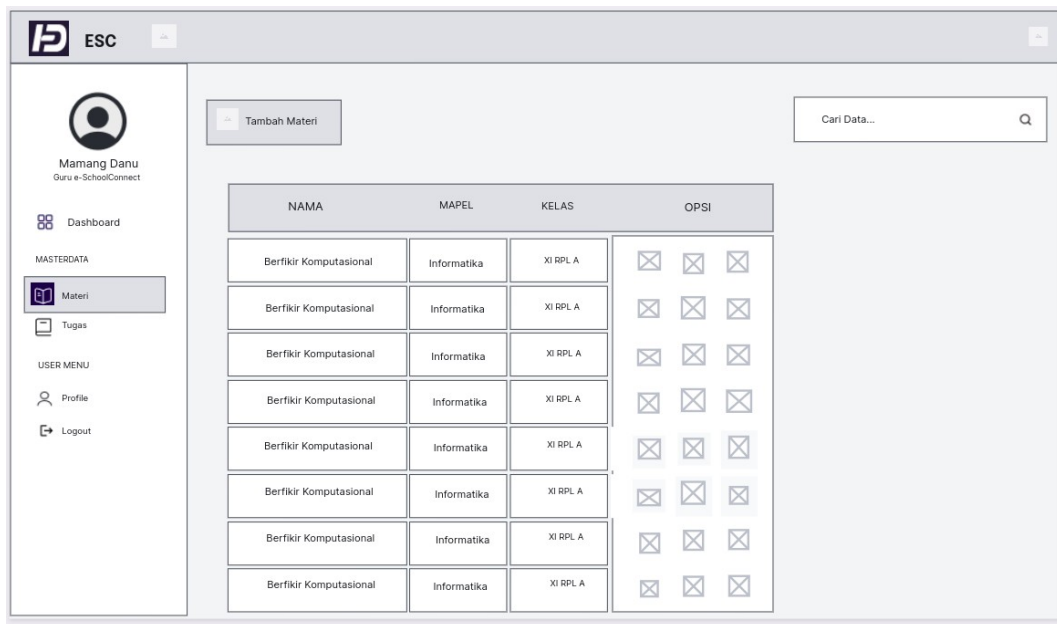 ESC
Mamang Danu
Guru e-SchoolConnect
Dashboard
MASTERDATA
Materi
Tugas
USER MENU
Profile
Logout
Tambah Materi
Cari Data...
NAMA MAPEL KELAS OPSI
Berfikir Komputasional Informatika XI RPL A
Berfikir Komputasional Informatika XI RPL A
Berfikir Komputasional Informatika XI RPL A
Berfikir Komputasional Informatika XI RPL A
Berfikir Komputasional Informatika XI RPL A
Berfikir Komputasional Informatika XI RPL A
Berfikir Komputasional Informatika XI RPL A
Berfikir Komputasional Informatika XI RPL A